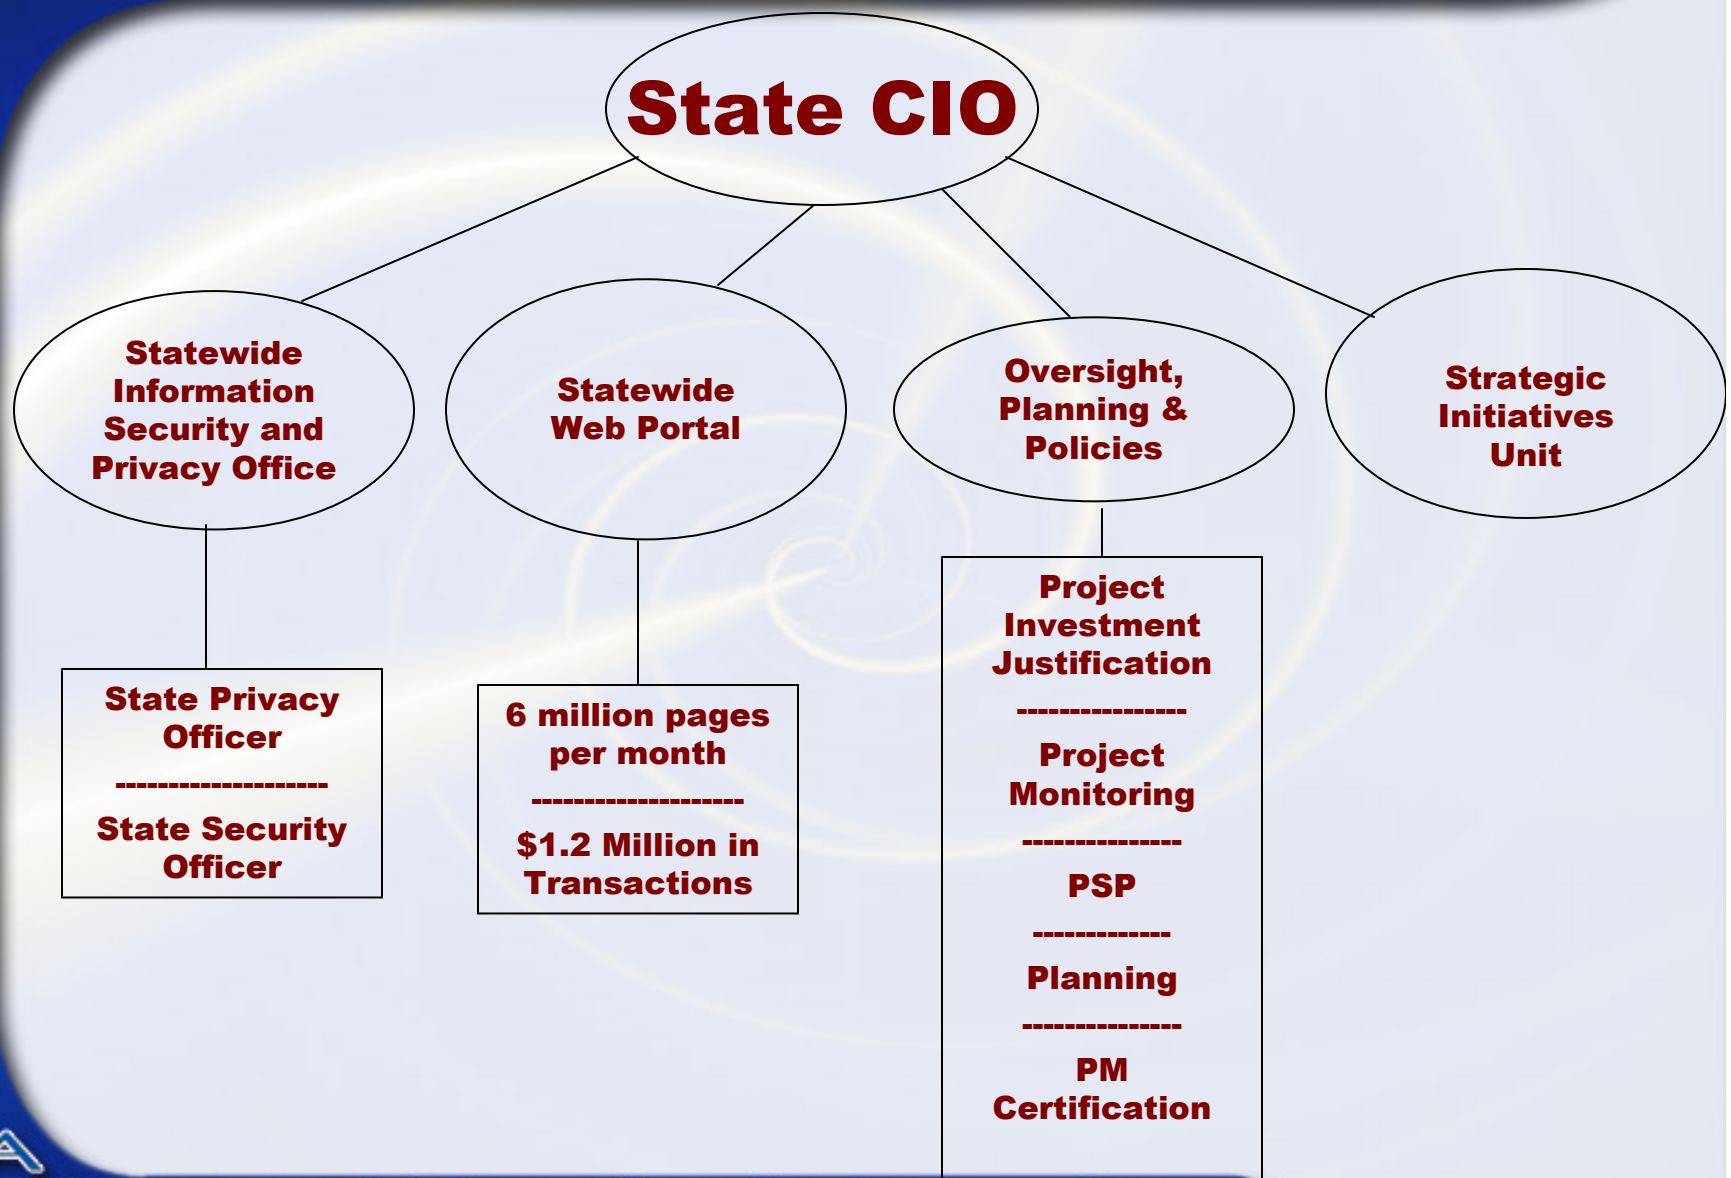 State CIO
Statewide
Information
Security and
Privacy Office
Statewide
Web Portal
Oversight,
Planning &
Policies
Strategic
Initiatives
Unit
State Privacy
Officer
--------------------
State Security
Officer
6 million pages
per month
--------------------
$1.2 Million in
Transactions
Project
Investment
Justification
----------------
Project
Monitoring
---------------
PSP
-------------
Planning
---------------
PM
Certification
A